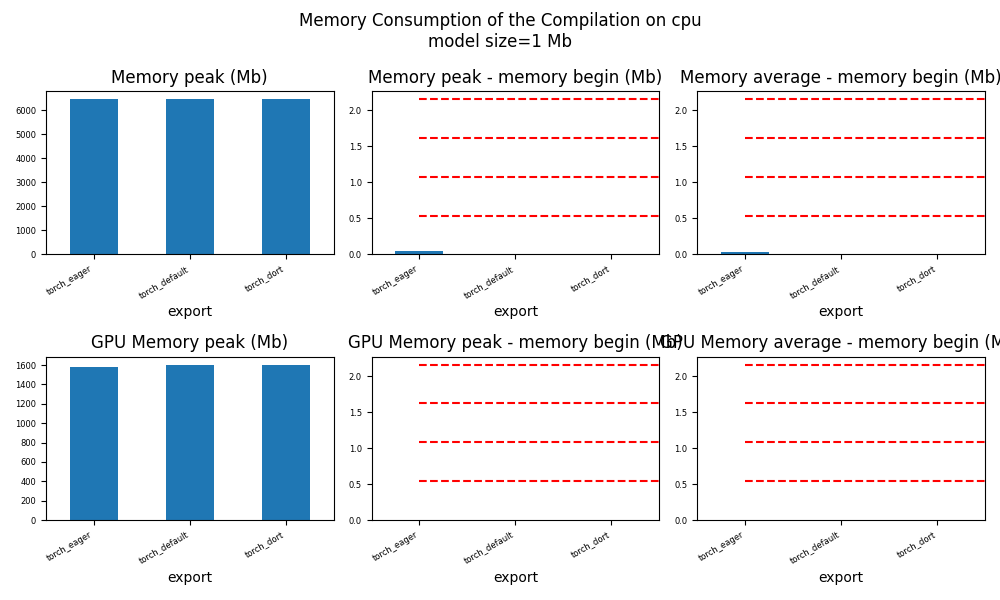 Memory Consumption of the Compilation on cpu
model size=1 Mb
Memory peak (Mb)
6000
5000
4000
3000
2000
1000
0
torch_eager
torch_default
torch_dort
export
Memory peak - memory begin (Mb)
2.0
1.5
1.0
0.5
0.0
torch_eager
torch_default
torch_dort
export
Memory average - memory begin (Mb)
2.0
1.5
1.0
0.5
0.0
torch_eager
torch_default
torch_dort
export
GPU Memory peak (Mb)
1600
1400
1200
1000
800
600
400
200
0
torch_eager
torch_default
torch_dort
export
GPU Memory peak - memory begin (Mb)
2.0
1.5
1.0
0.5
0.0
torch_eager
torch_default
torch_dort
export
GPU Memory average - memory begin (M
2.0
1.5
1.0
0.5
0.0
torch_eager
torch_default
torch_dort
export